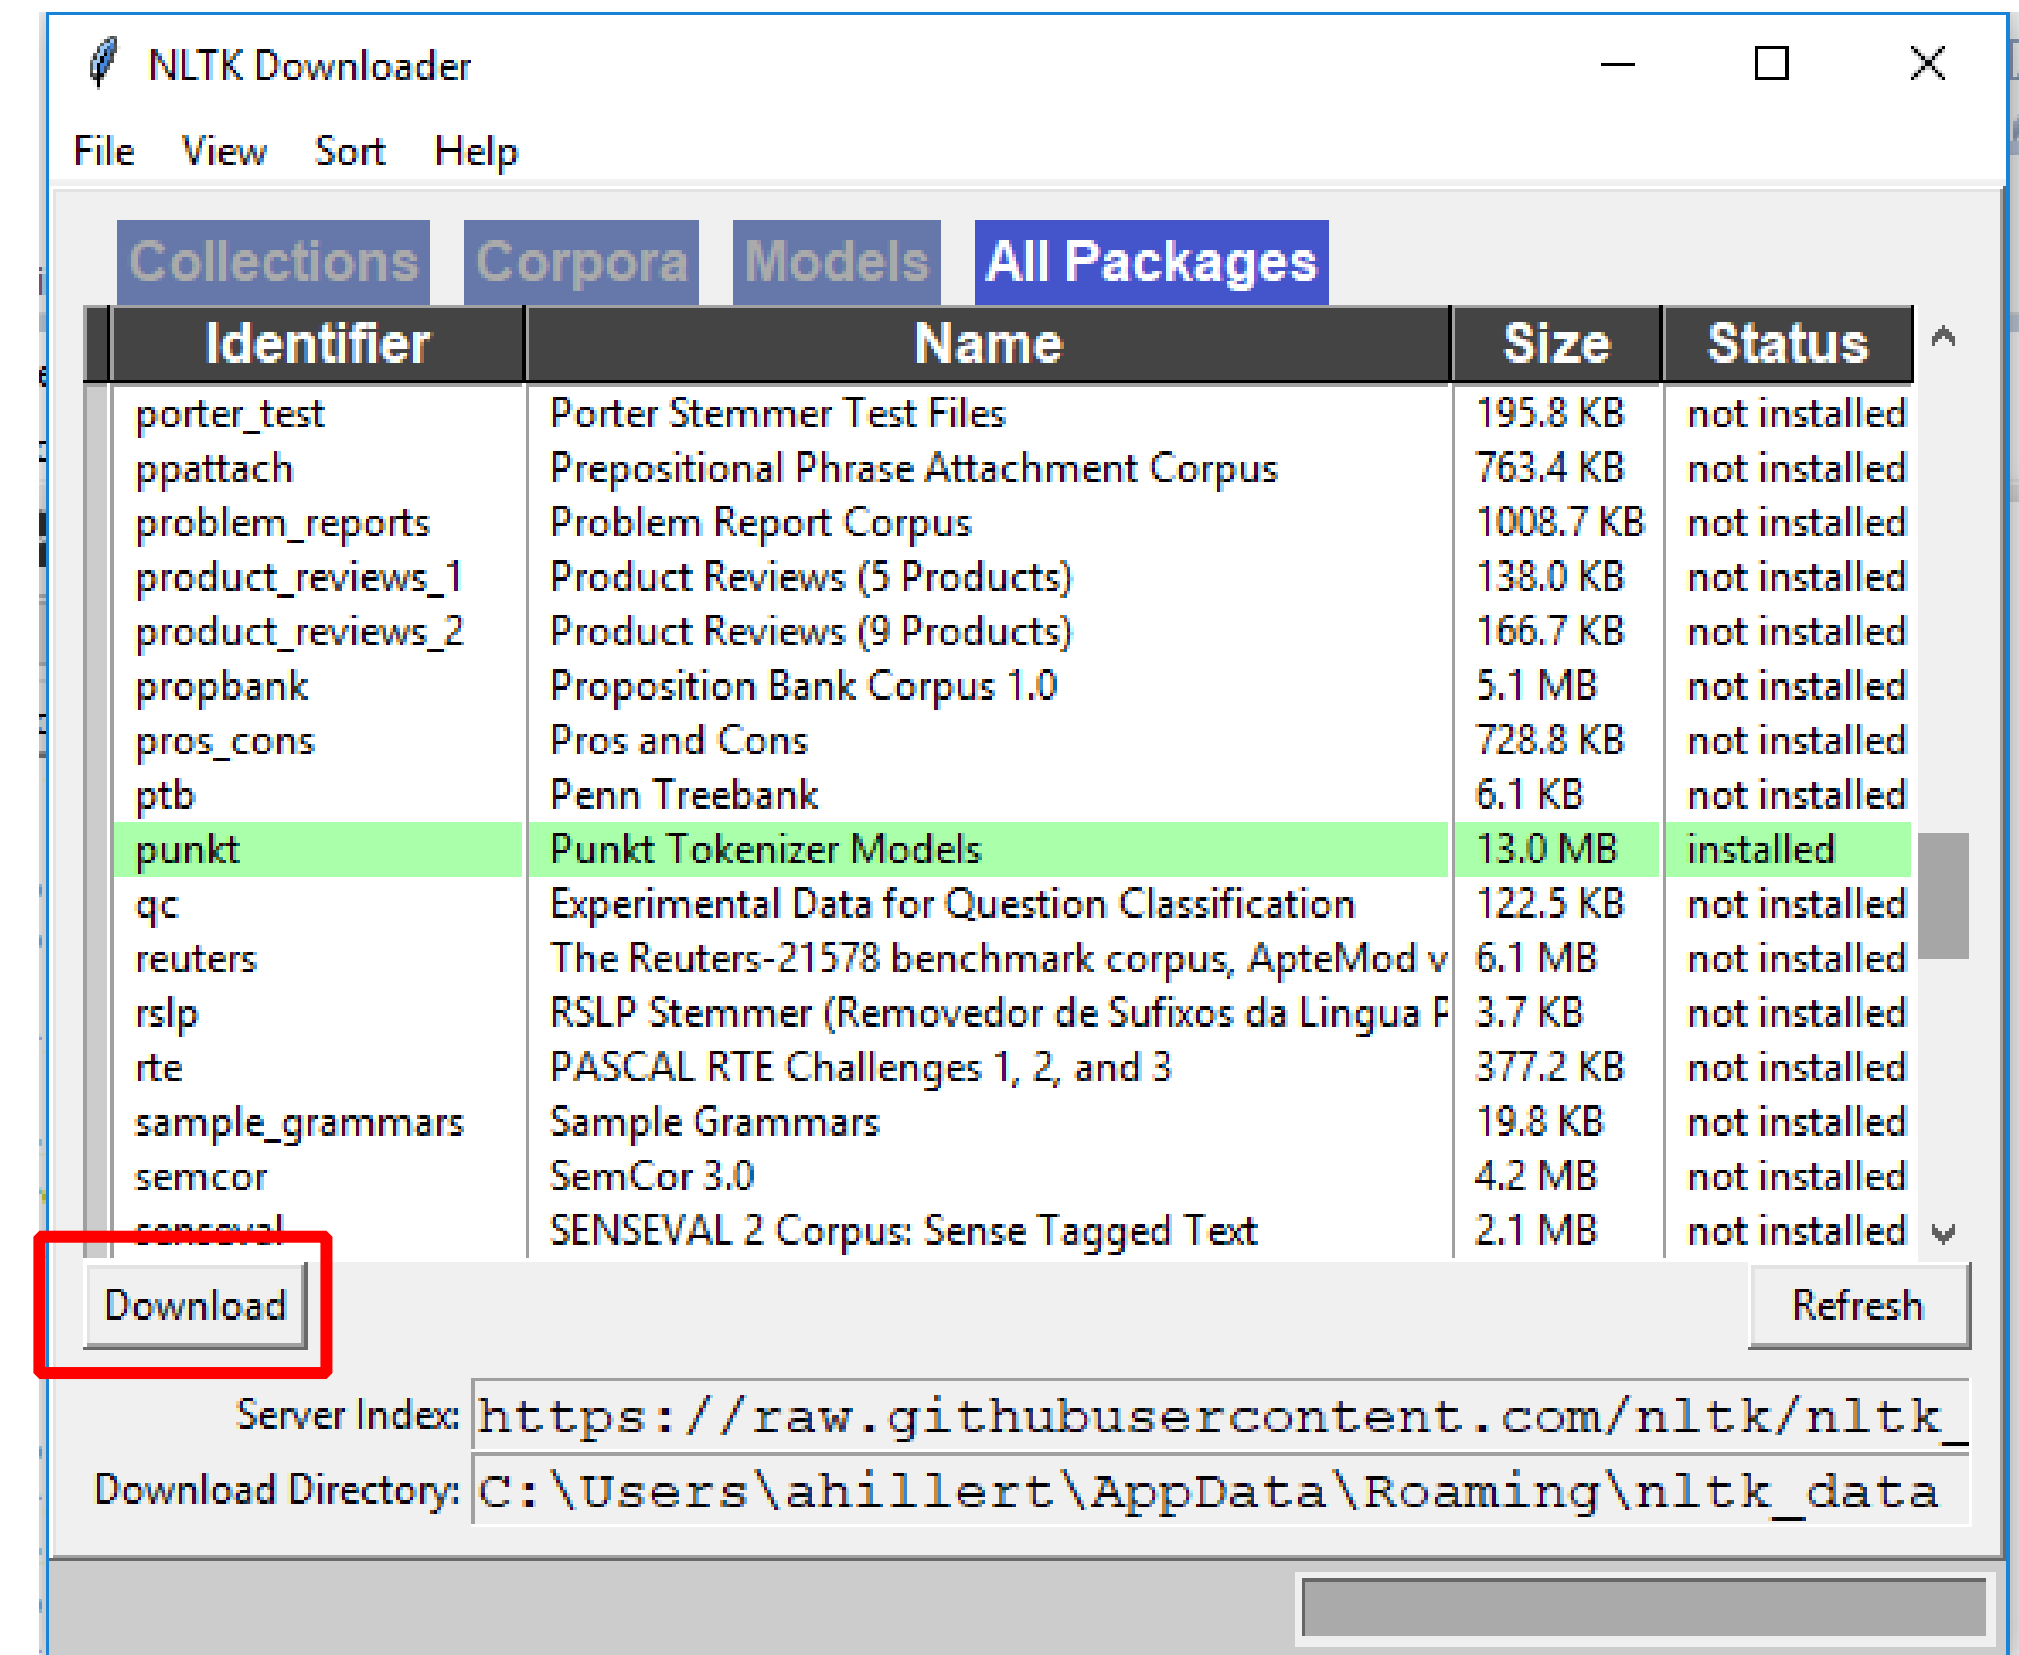 NLTK Downloader
File View Sort Help
Collections Corpora Models All Packages
Identifier Name Size Status
porter_test Porter Stemmer Test Files 195.8 KB not installed
ppattach Prepositional Phrase Attachment Corpus 763.4 KB not installed
problem_reports Problem Report Corpus 1008.7 KB not installed
product_reviews_1 Product Reviews (5 Products) 138.0 KB not installed
product_reviews_2 Product Reviews (9 Products) 166.7 KB not installed
propbank Proposition Bank Corpus 1.0 5.1 MB not installed
pros_cons Pros and Cons 728.8 KB not installed
ptb Penn Treebank 6.1 KB not installed
punkt Punkt Tokenizer Models 13.0 MB installed
qc Experimental Data for Question Classification 122.5 KB not installed
reuters The Reuters-21578 benchmark corpus, ApteMod v 6.1 MB not installed
rslp RSLP Stemmer (Removedor de Sufixos da Lingua P 3.7 KB not installed
rte PASCAL RTE Challenges 1, 2, and 3 377.2 KB not installed
sample_grammars Sample Grammars 19.8 KB not installed
semcor SemCor 3.0 4.2 MB not installed
senseval SENSEVAL 2 Corpus: Sense Tagged Text 2.1 MB not installed
Download Refresh
Server Index: https://raw.githubusercontent.com/nltk/nltk_
Download Directory: C:\Users\ahillert\AppData\Roaming\nltk_data